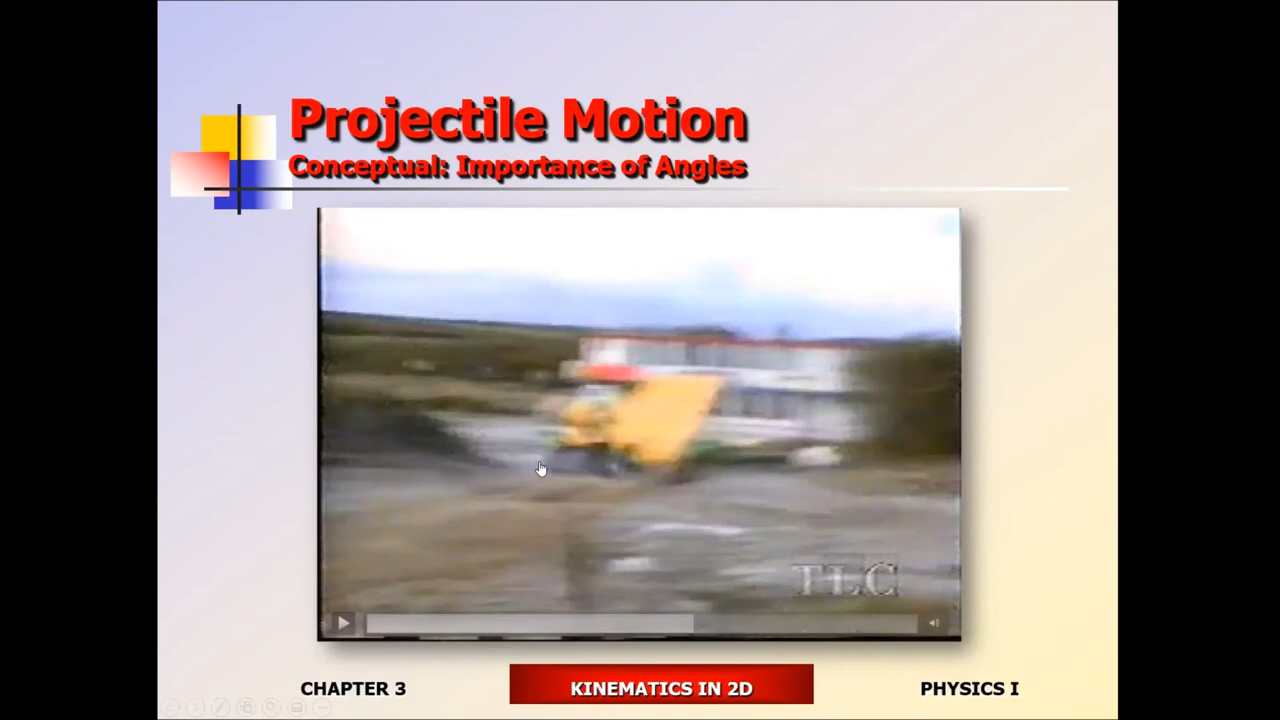 Projectile Motion
Conceptual: Importance of Angles
TLC
CHAPTER 3
KINEMATICS IN 2D
PHYSICS I